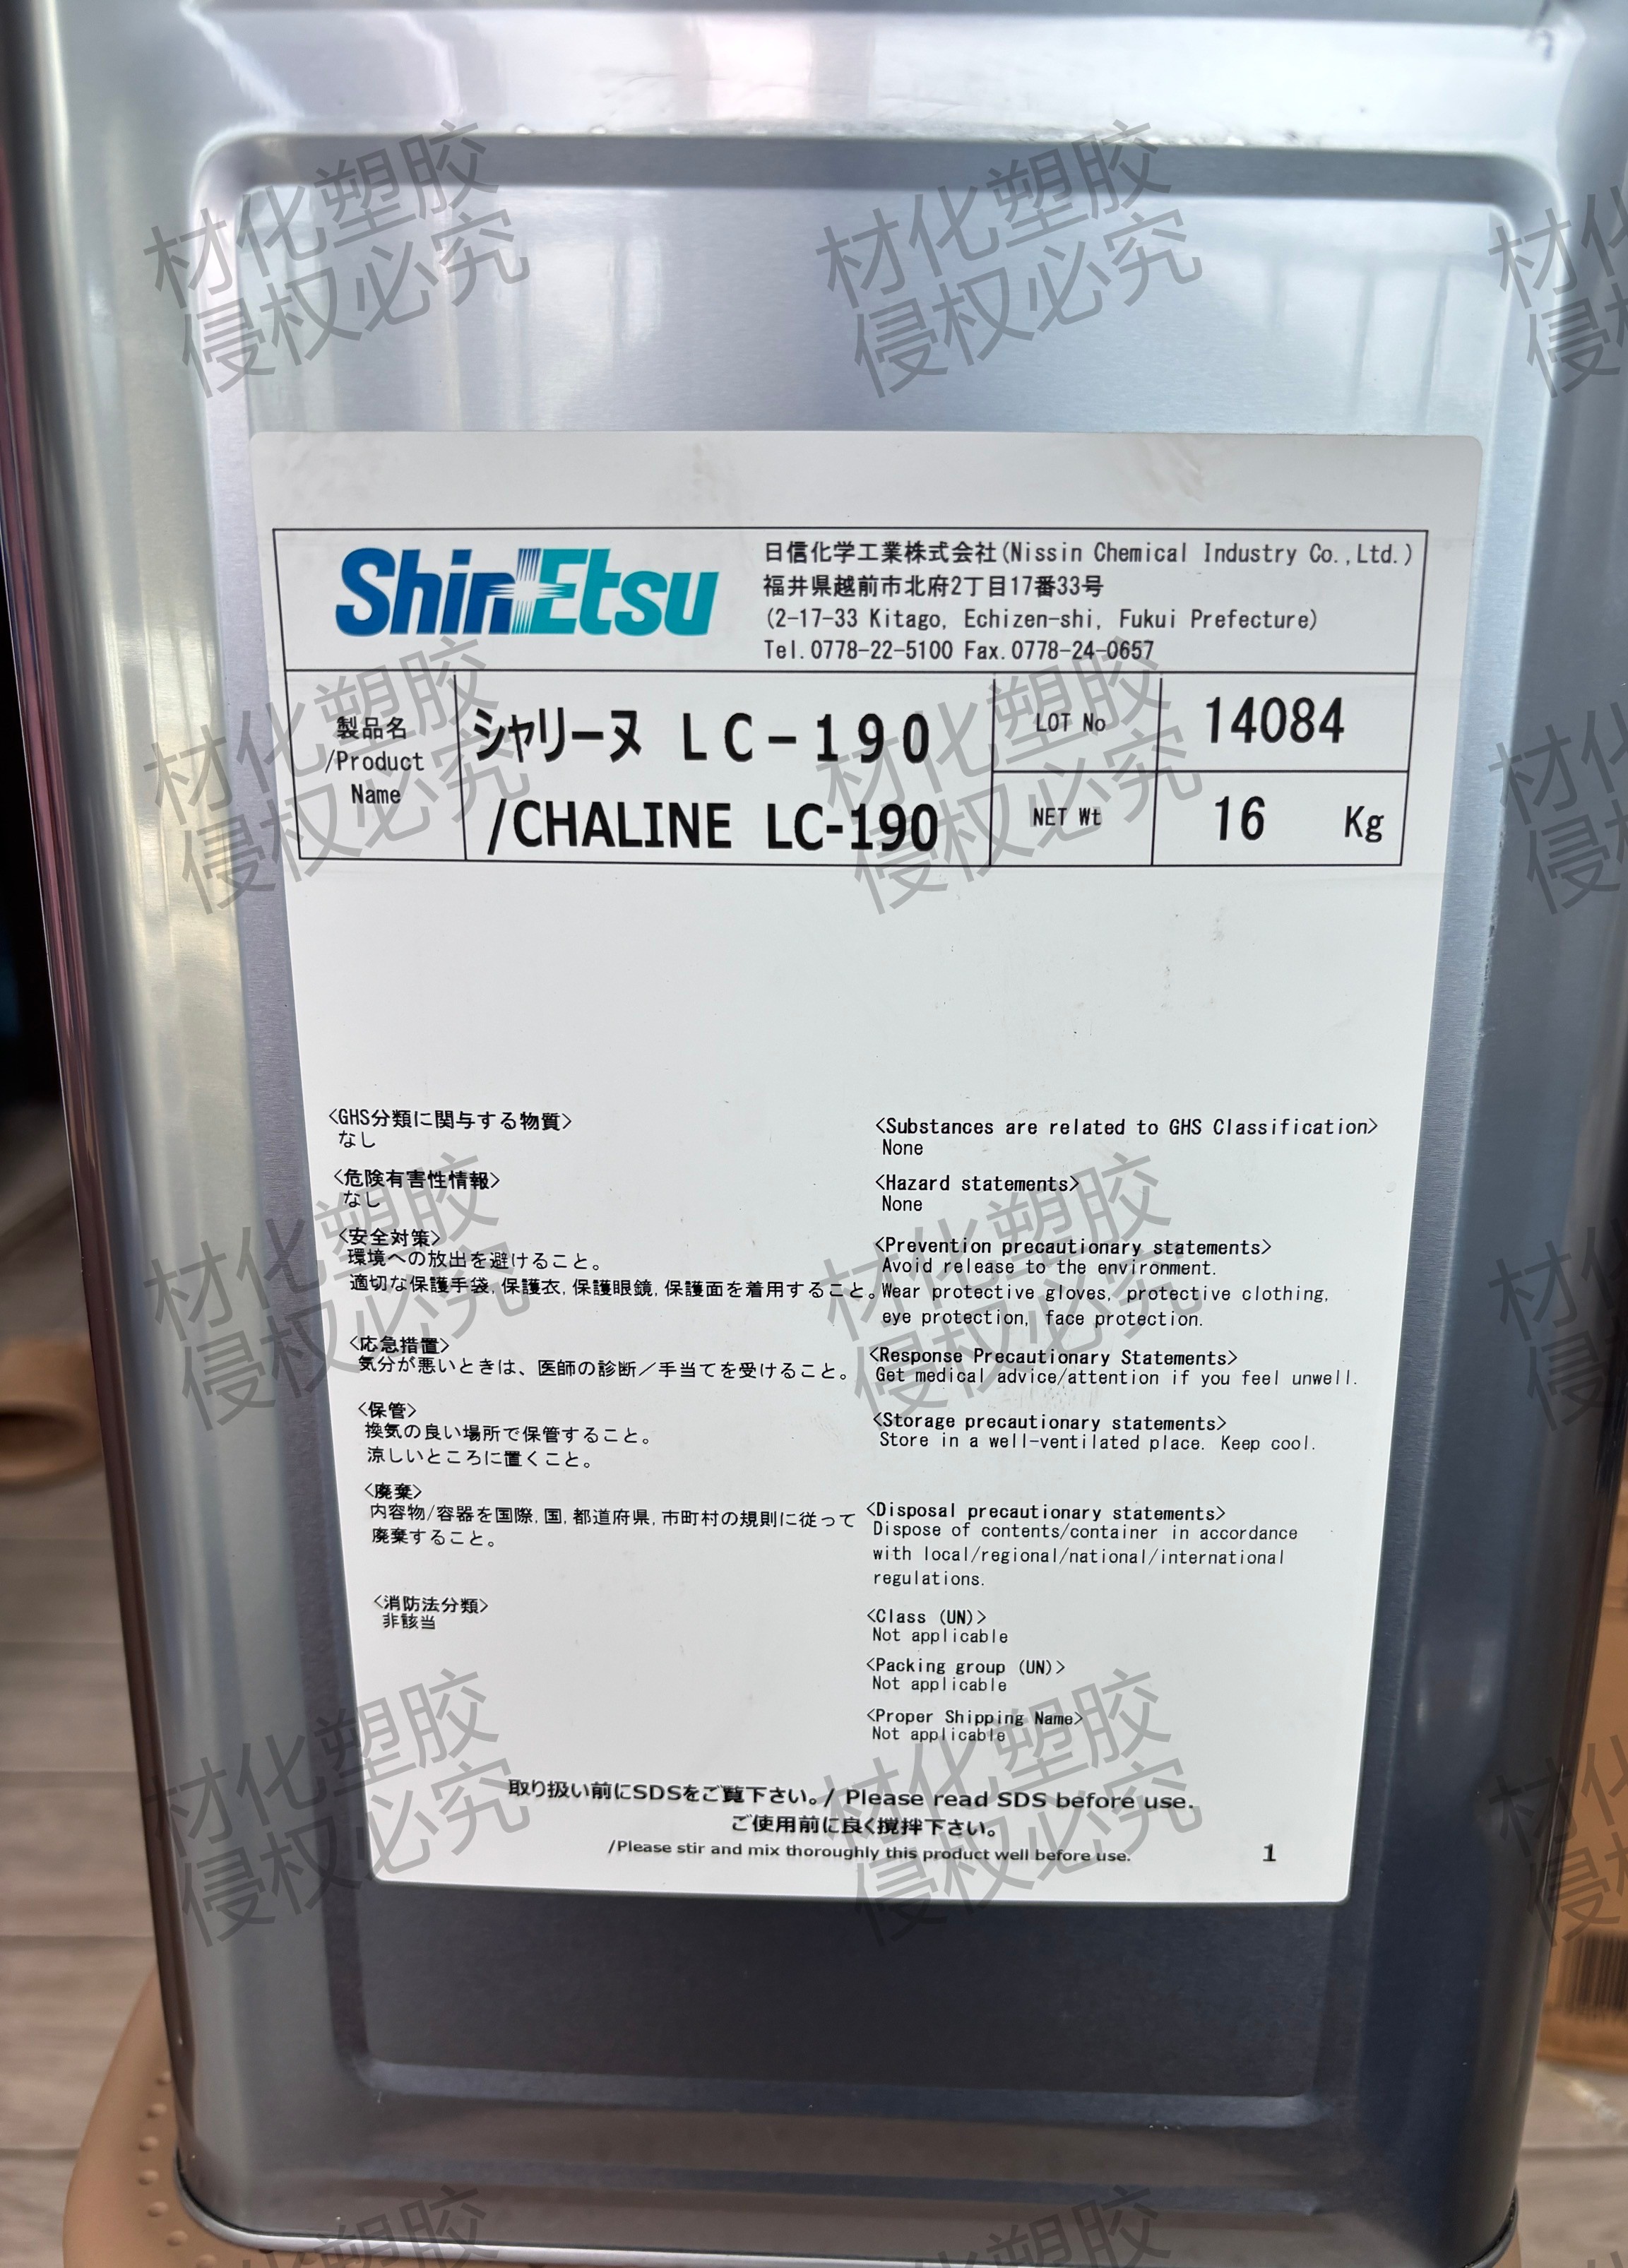 ShinEtsu
日信化学工業株式会社(Nissin Chemical Industry Co.,Ltd.)
福井県越前市北府2丁目17番33号
(2-17-33 Kitago, Echizen-shi, Fukui Prefecture)
Tel.0778-22-5100 Fax.0778-24-0657
製品名
/Product
Name
シャリーヌ LC-190
/CHALINE LC-190
LOT No
14084
NET Wt
16 Kg
<GHS分類に関与する物質>
なし
<危険有害性情報>
なし
<安全対策>
環境への放出を避けること。
適切な保護手袋,保護衣,保護眼鏡,保護面を着用すること。
<応急措置>
気分が悪いときは、医師の診断／手当てを受けること。
<保管>
換気の良い場所で保管すること。
涼しいところに置くこと。
<廃棄>
内容物/容器を国際,国,都道府県,市町村の規則に従って
廃棄すること。
<消防法分類>
非該当
<Substances are related to GHS Classification>
None
<Hazard statements>
None
<Prevention precautionary statements>
Avoid release to the environment.
Wear protective gloves, protective clothing,
eye protection, face protection.
<Response Precautionary Statements>
Get medical advice/attention if you feel unwell.
<Storage precautionary statements>
Store in a well-ventilated place. Keep cool.
<Disposal precautionary statements>
Dispose of contents/container in accordance
with local/regional/national/international
regulations.
<Class (UN)>
Not applicable
<Packing group (UN)>
Not applicable
<Proper Shipping Name>
Not applicable
取り扱い前にSDSをご覧下さい。/ Please read SDS before use.
ご使用前に良く撹拌下さい。
/Please stir and mix thoroughly this product well before use.
1
材化塑胶
侵权必究